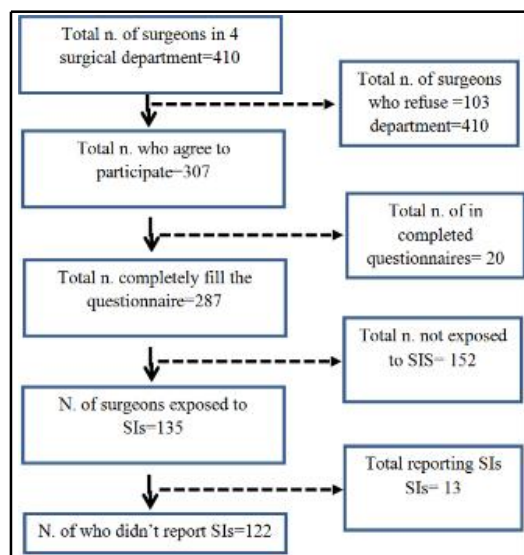 Total n. of surgeons in 4
surgical department=410
Total n. of surgeons
who refuse =103
department=410
Total n. who agree to
participate=307
Total n. of in
completed
questionnaires= 20
Total n. completely fill the
questionnaire=287
Total n. not exposed
to SIS= 152
N. of surgeons exposed to
SIs=135
Total reporting SIs
SIs= 13
N. of who didn't report SIs=122